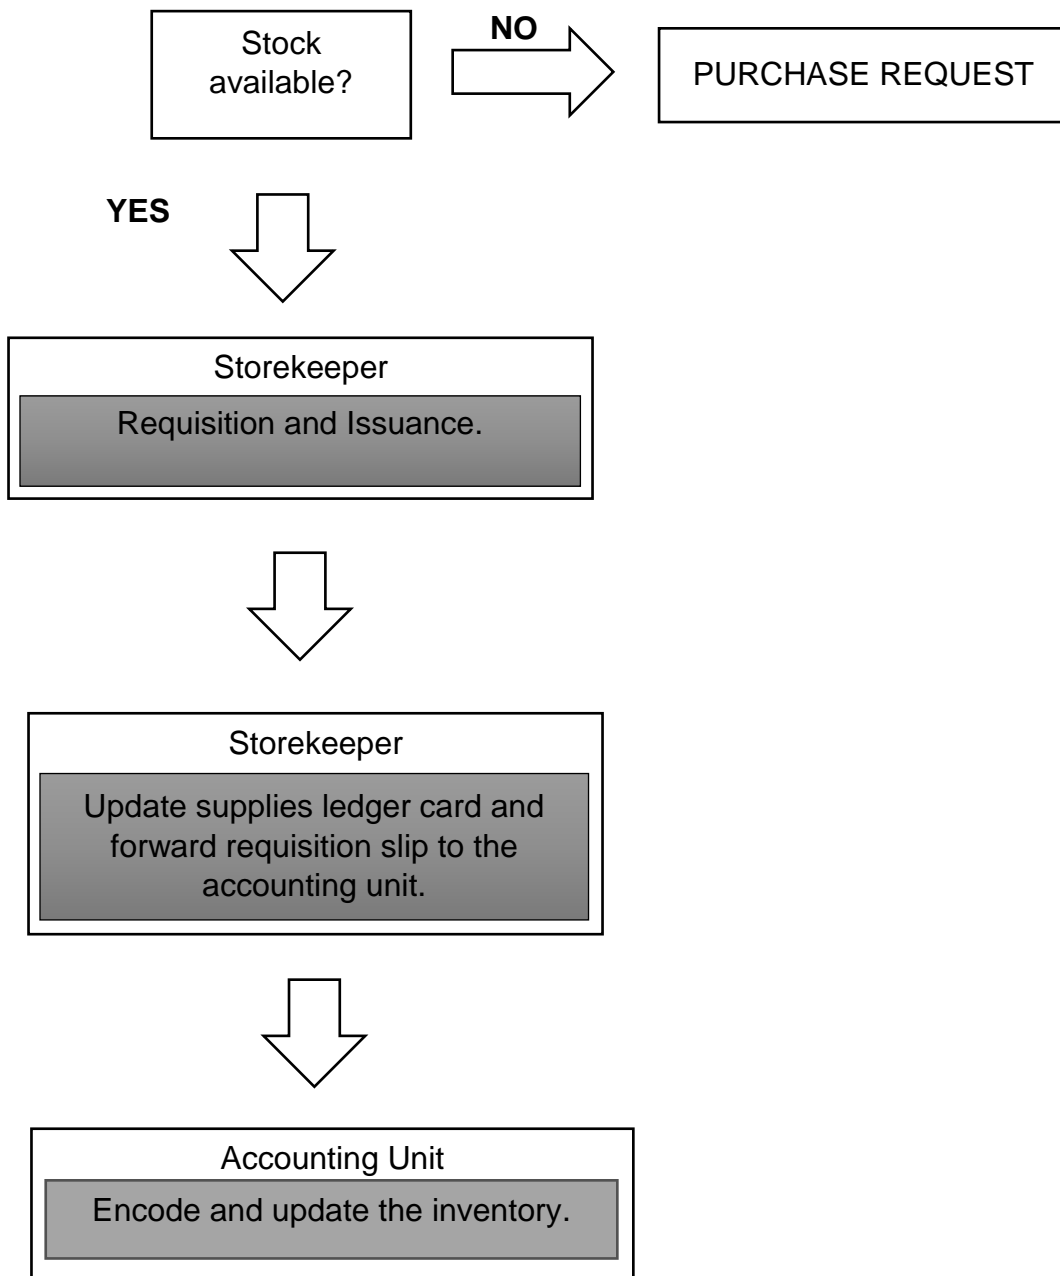 Stock
available?
NO
PURCHASE REQUEST
YES
Storekeeper
Requisition and Issuance.
Storekeeper
Update supplies ledger card and
forward requisition slip to the
accounting unit.
Accounting Unit
Encode and update the inventory.